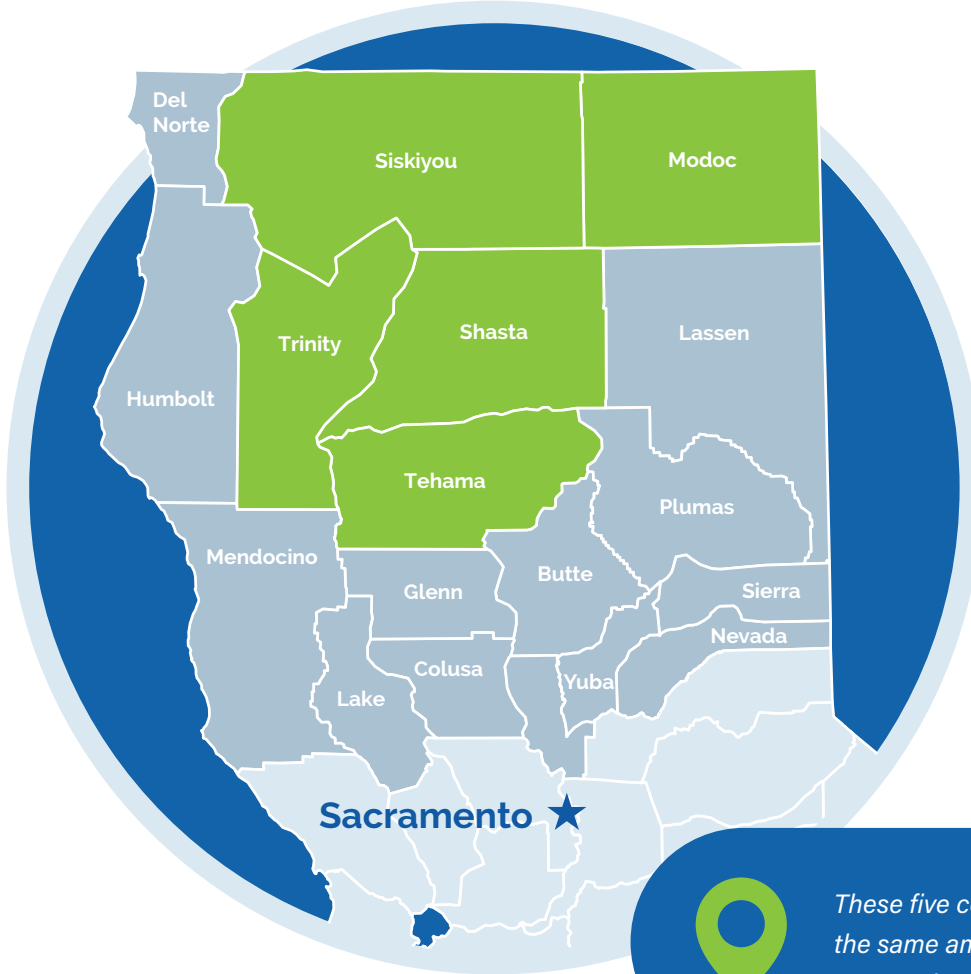 Del
Norte
Siskiyou
Modoc
Trinity
Shasta
Lassen
Humbolt
Tehama
Plumas
Mendocino
Glenn
Butte
Sierra
Nevada
Colusa
Lake
Yuba
Sacramento
These five
the same